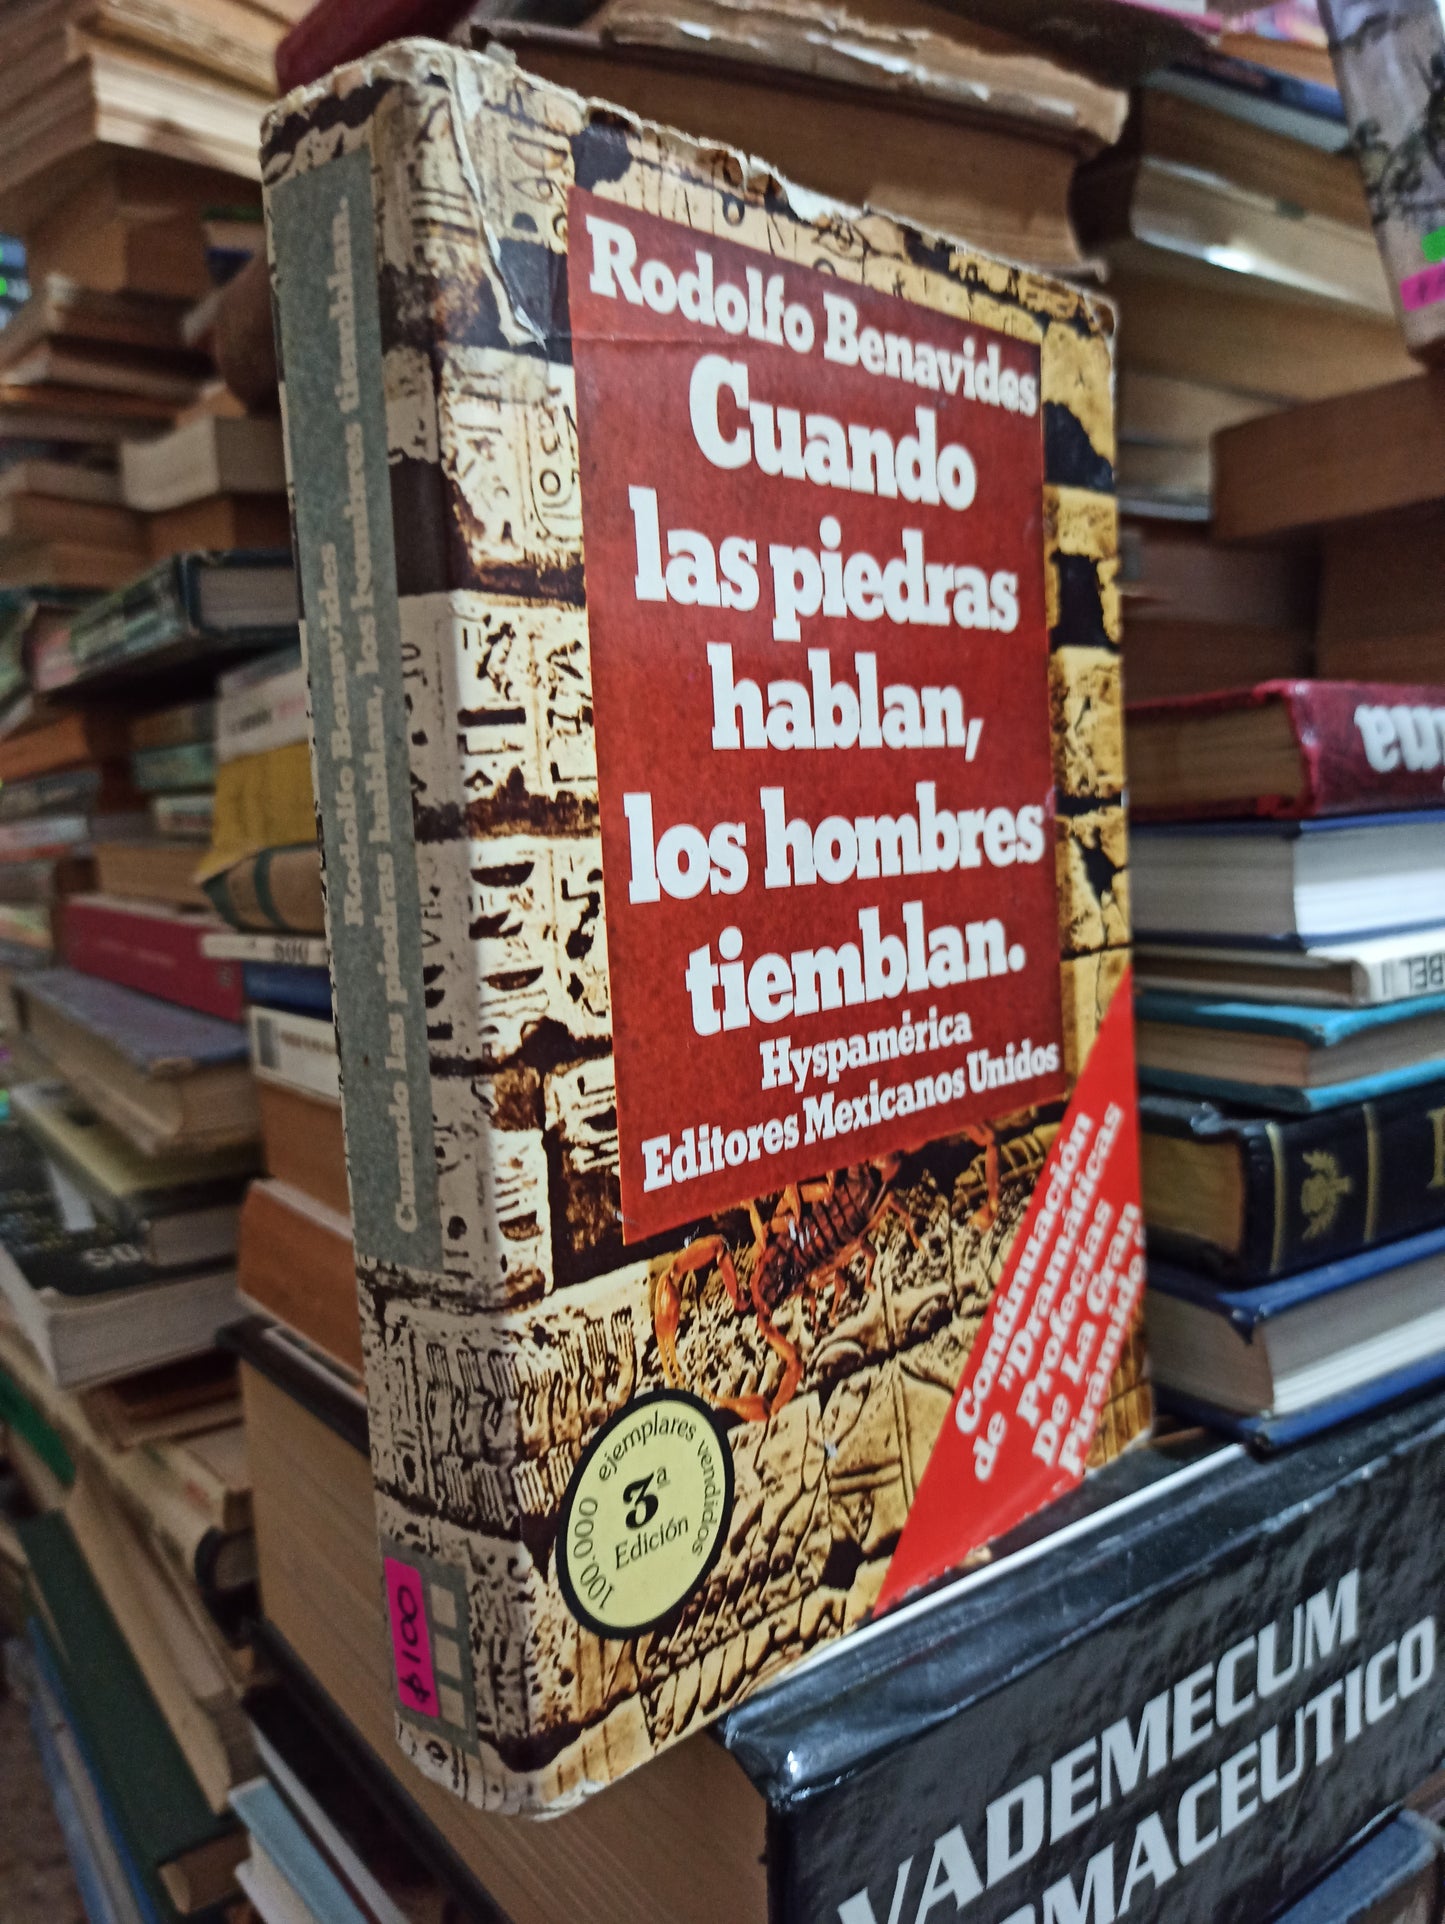 Rodolfo Benavides
Cuando
las piedras
hablan,
los hombres
tiemblan.
Hyspamérica
Editores Mexicanos Unidos
Continuación
de "Dramáticas
Profecías
De La Gran
Pirámide"
100.000 ejemplares vendidos
3ª
Edición
Rodolfo Benavides
Cuando las piedras hablan, los hombres tiemblan.
$100
VADEMECUM